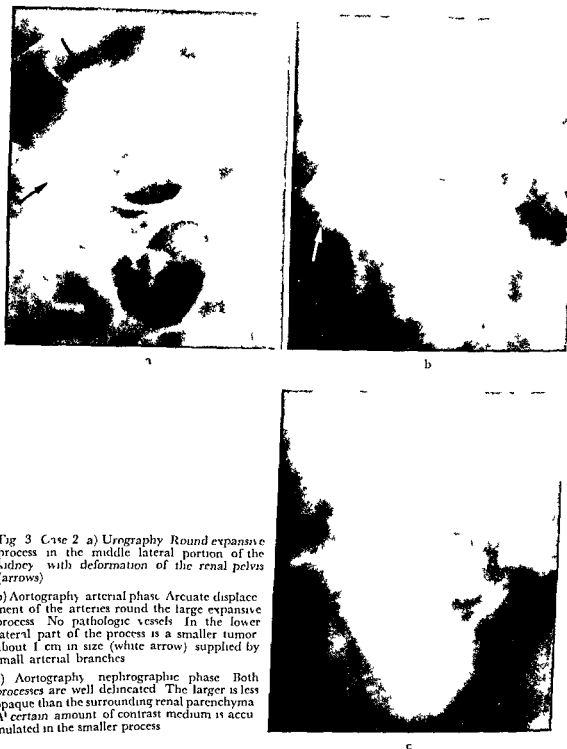 a
b
Fig 3 Case 2 a) Urography Round expansive
process in the middle lateral portion of the
kidney with deformation of the renal pelvis
(arrows)
b) Aortography arterial phase Arcuate displace
ment of the arteries round the large expansive
process No pathologic vessels In the lower
lateral part of the process is a smaller tumor
about 1 cm in size (white arrow) supplied by
small arterial branches
c) Aortography nephrographic phase Both
processes are well delineated The larger is less
opaque than the surrounding renal parenchyma
A certain amount of contrast medium is accu
mulated in the smaller process
c